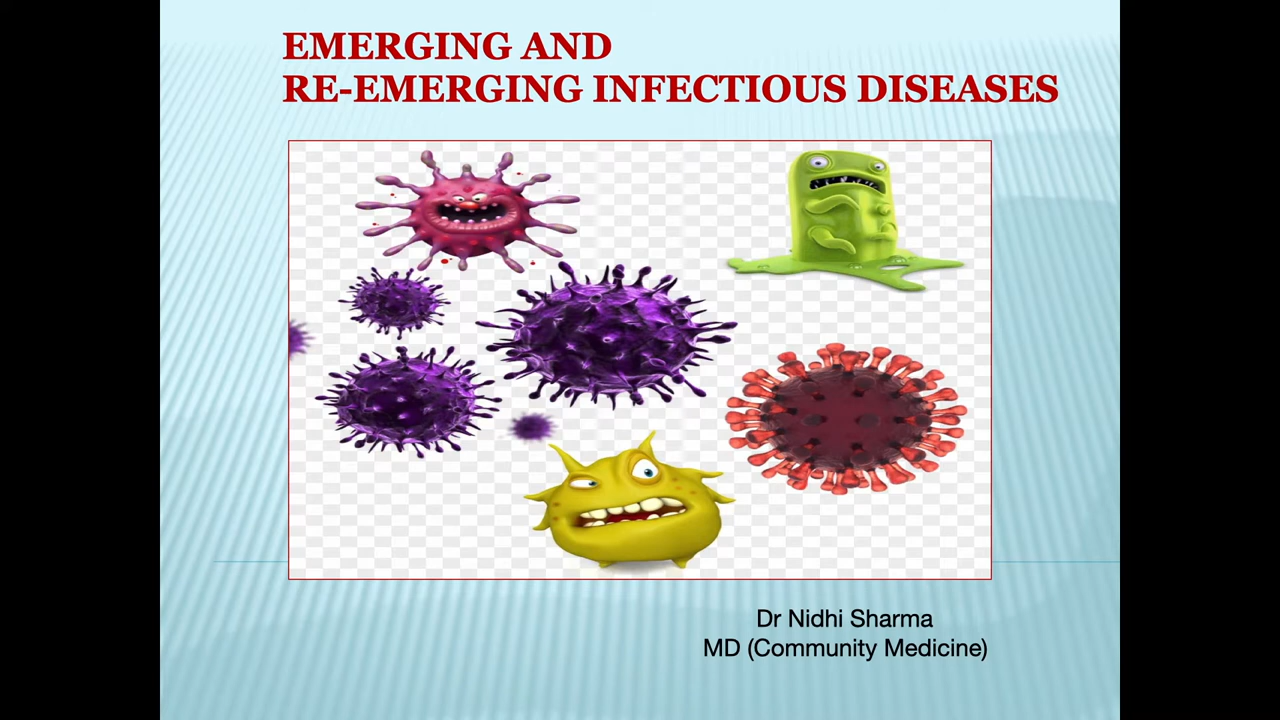 EMERGING AND
RE-EMERGING INFECTIOUS DISEASES
Dr Nidhi Sharma
MD (Community Medicine)